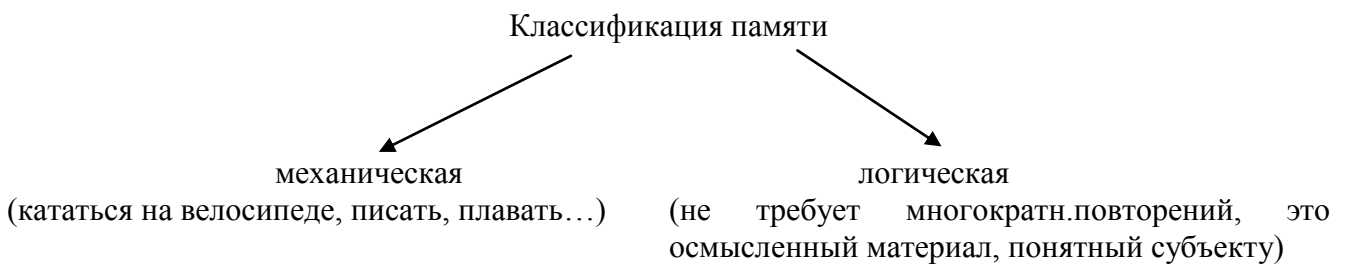 Классификация памяти
механическая
(кататься на велосипеде, писать, плавать…)
логическая
(не требует многократн.повторений, это
осмысленный материал, понятный субъекту)